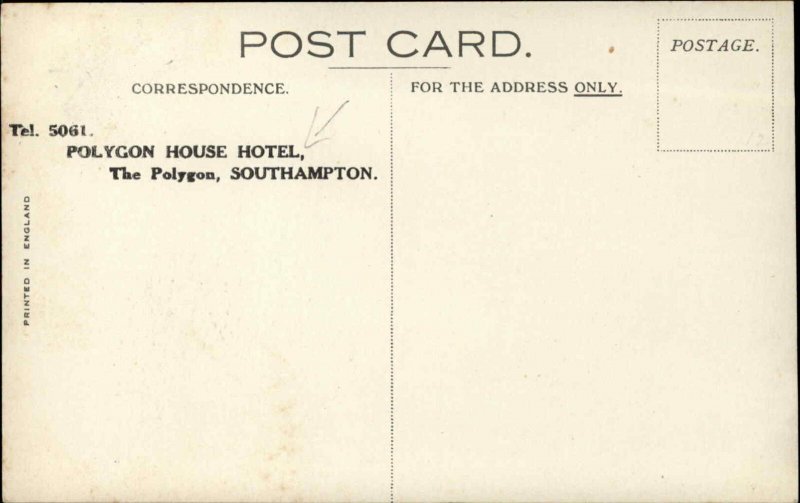 POST CARD.
POSTAGE.
CORRESPONDENCE.
FOR THE ADDRESS ONLY.
Tel. 5061.
POLYGON HOUSE HOTEL,
The Polygon, SOUTHAMPTON.
PRINTED IN ENGLAND